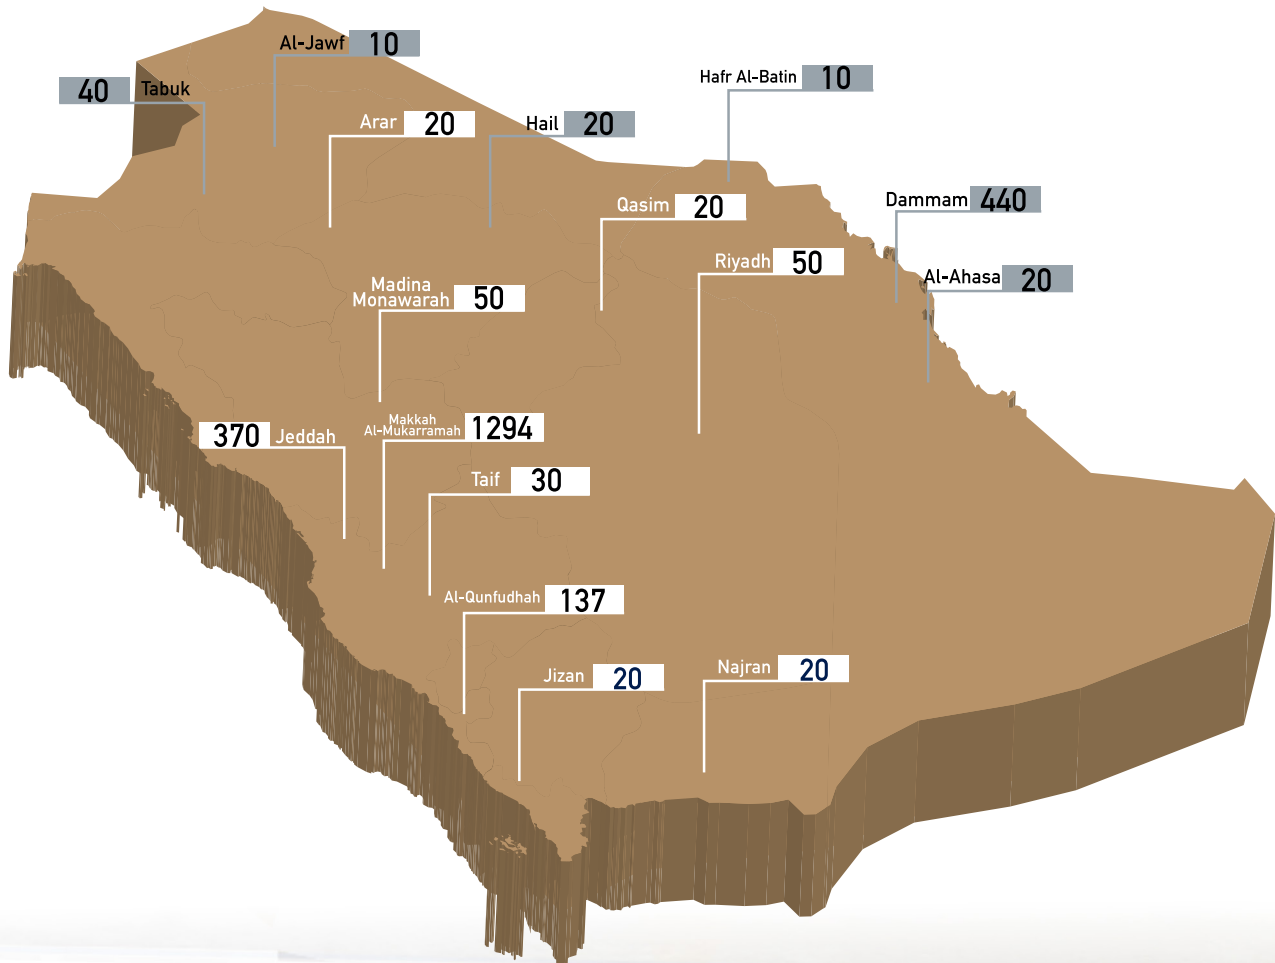 Al-Jawf 10
40 Tabuk
Hafr Al-Batin 10
Arar 20
Hail 20
Qasim 20
Dammam 440
Riyadh 50
Al-Ahasa 20
Madina
Monawarah 50
Makkah
Al-Mukarramah 1294
370 Jeddah
Taif 30
Al-Qunfudhah 137
Jizan 20
Najran 20